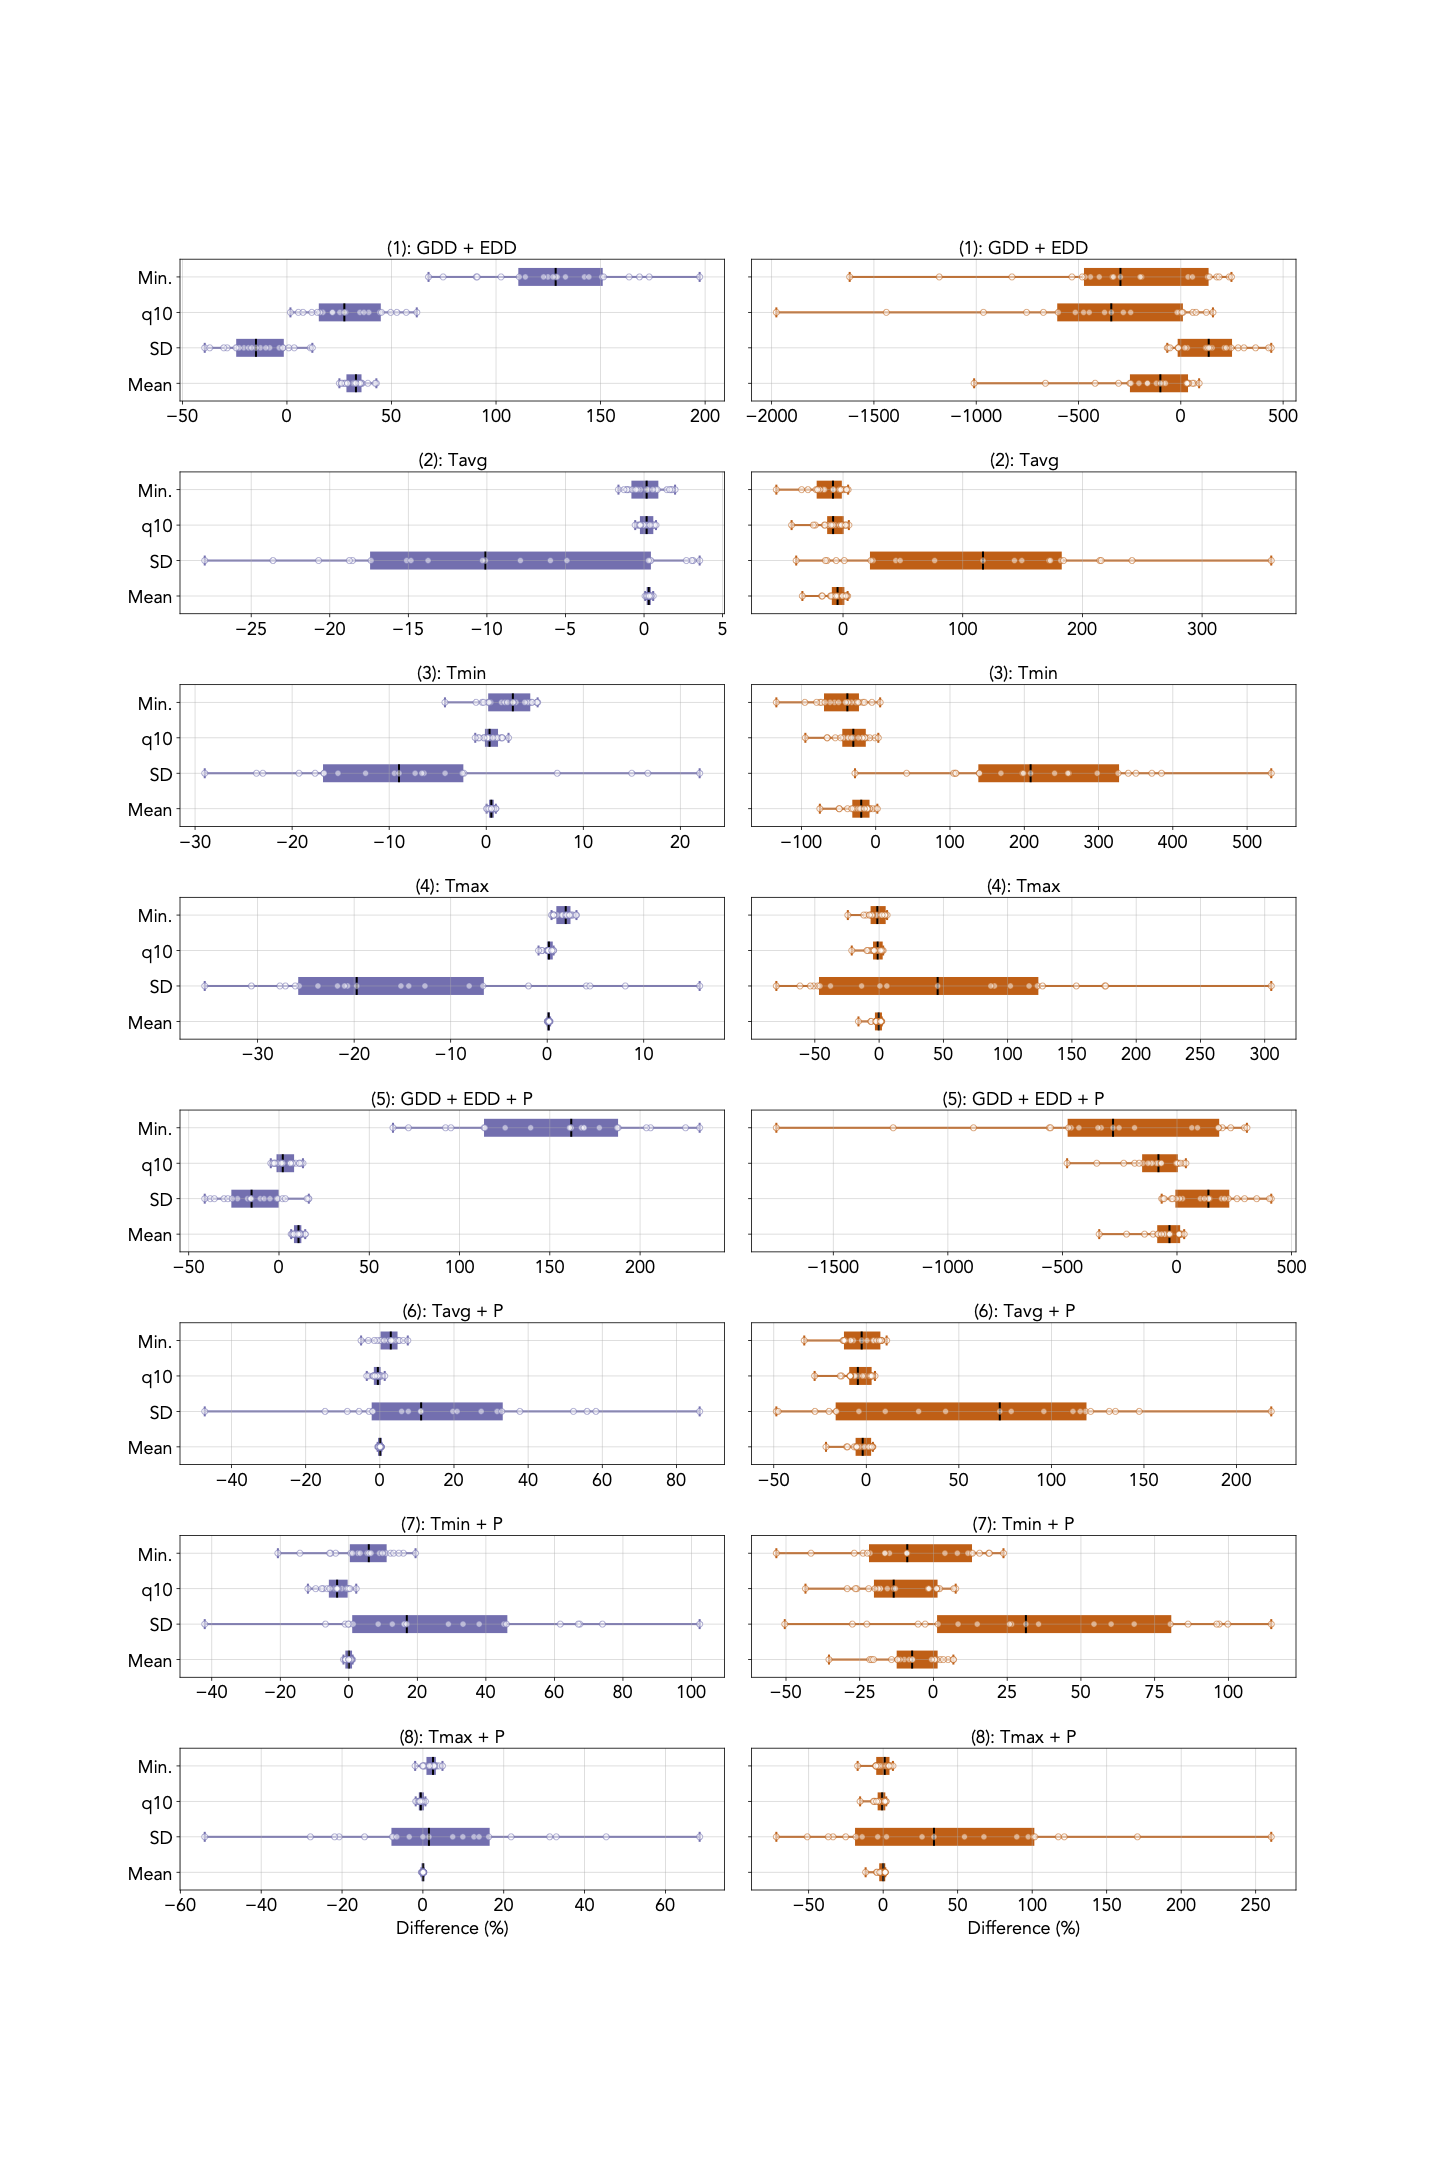 (1): GDD + EDD (1): GDD + EDD
Min.
q10
SD
Mean
−50 0 50 100 150 200 −2000 −1500 −1000 −500 0 500
(2): Tavg (2): Tavg
Min.
q10
SD
Mean
−25 −20 −15 −10 −5 0 5 0 100 200 300
(3): Tmin (3): Tmin
Min.
q10
SD
Mean
−30 −20 −10 0 10 20 −100 0 100 200 300 400 500
(4): Tmax (4): Tmax
Min.
q10
SD
Mean
−30 −20 −10 0 10 −50 0 50 100 150 200 250 300
(5): GDD + EDD + P (5): GDD + EDD + P
Min.
q10
SD
Mean
−50 0 50 100 150 200 −1500 −1000 −500 0 500
(6): Tavg + P (6): Tavg + P
Min.
q10
SD
Mean
−40 −20 0 20 40 60 80 −50 0 50 100 150 200
(7): Tmin + P (7): Tmin + P
Min.
q10
SD
Mean
−40 −20 0 20 40 60 80 100 −50 −25 0 25 50 75 100
(8): Tmax + P (8): Tmax + P
Min.
q10
SD
Mean
−60 −40 −20 0 20 40 60 −50 0 50 100 150 200 250
Difference (%) Difference (%)